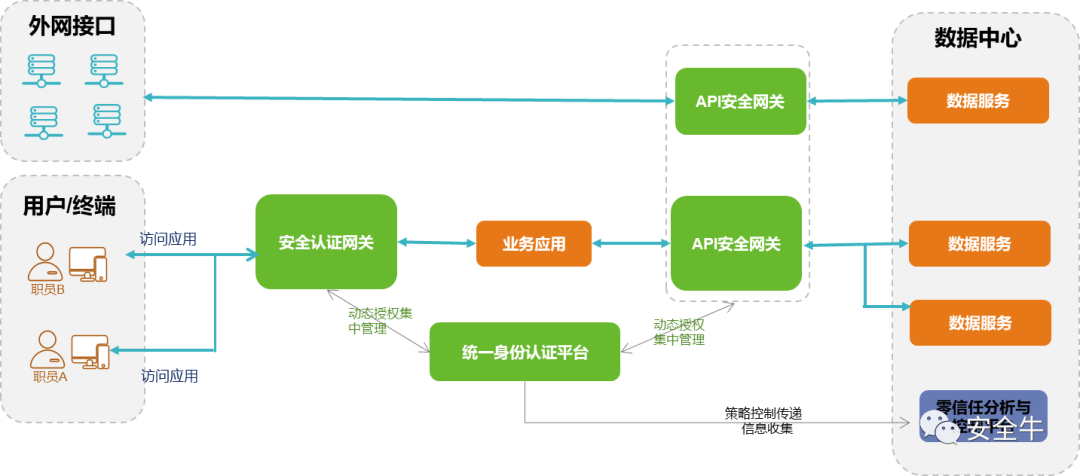 外网接口
数据中心
API安全网关
数据服务
用户/终端
访问应用
职员B
安全认证网关
业务应用
API安全网关
数据服务
动态授权集
中管理
动态授权
集中管理
数据服务
统一身份认证平台
职员A
访问应用
策略控制传递
信息收集
零信任分析与
安全牛